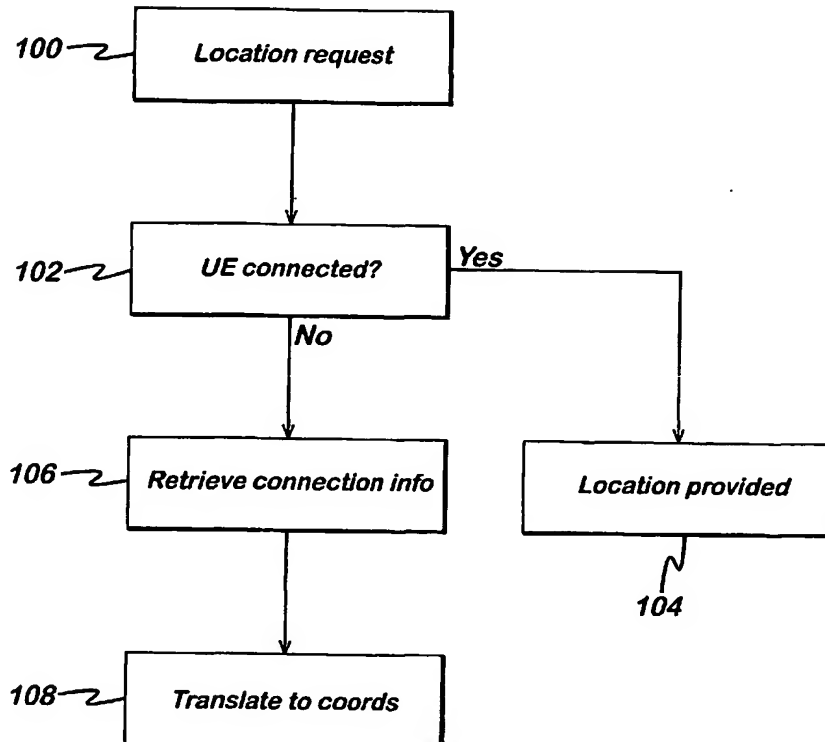 100
Location request
102
UE connected?
Yes
No
106
Retrieve connection info
Location provided
104
108
Translate to coords